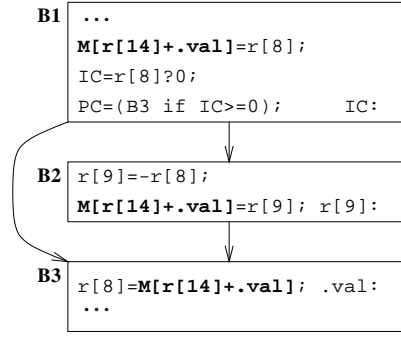 B1 ...
M[r[14]+.val]=r[8];
IC=r[8]?0;
PC=(B3 if IC>=0); IC:
B2 r[9]=-r[8];
M[r[14]+.val]=r[9]; r[9]:
B3 r[8]=M[r[14]+.val]; .val:
...